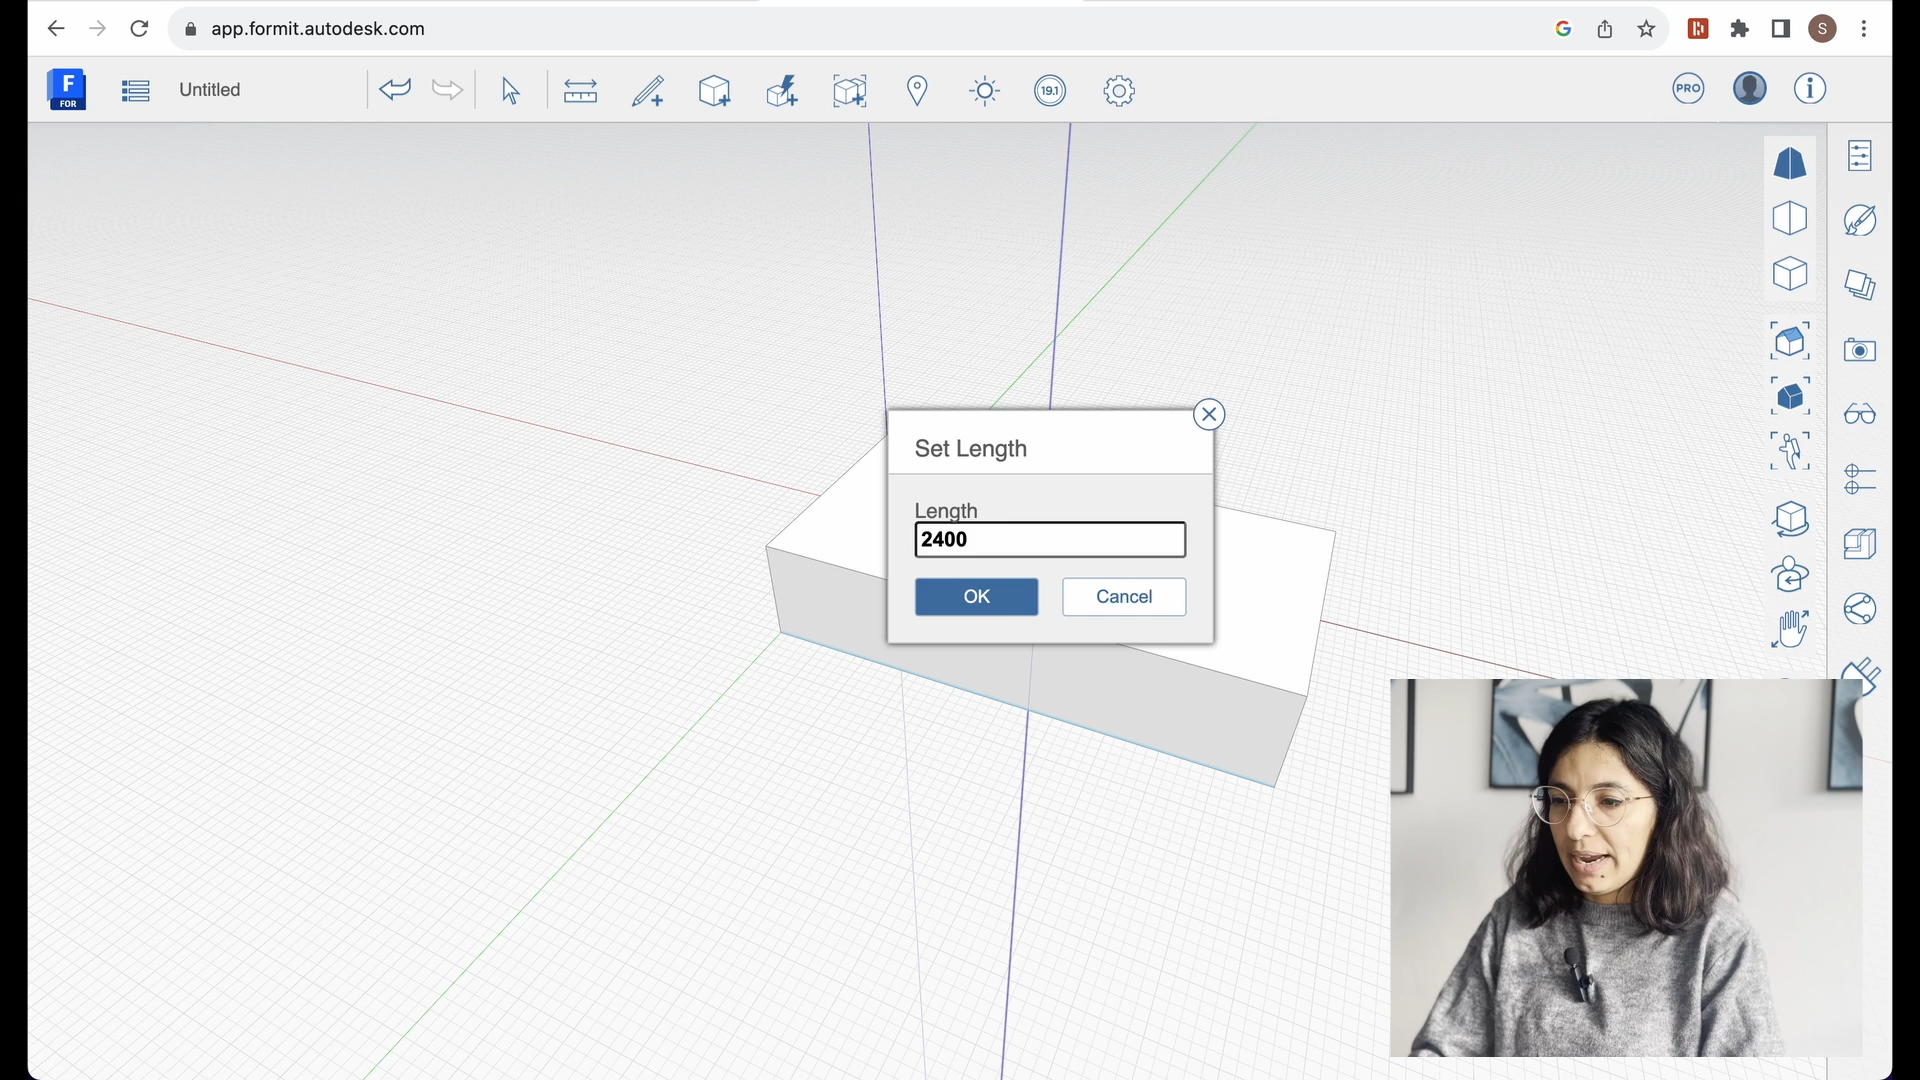 app.formit.autodesk.com
S
F
FOR
Untitled
19.1
PRO
Set Length
Length
2400
OK
Cancel